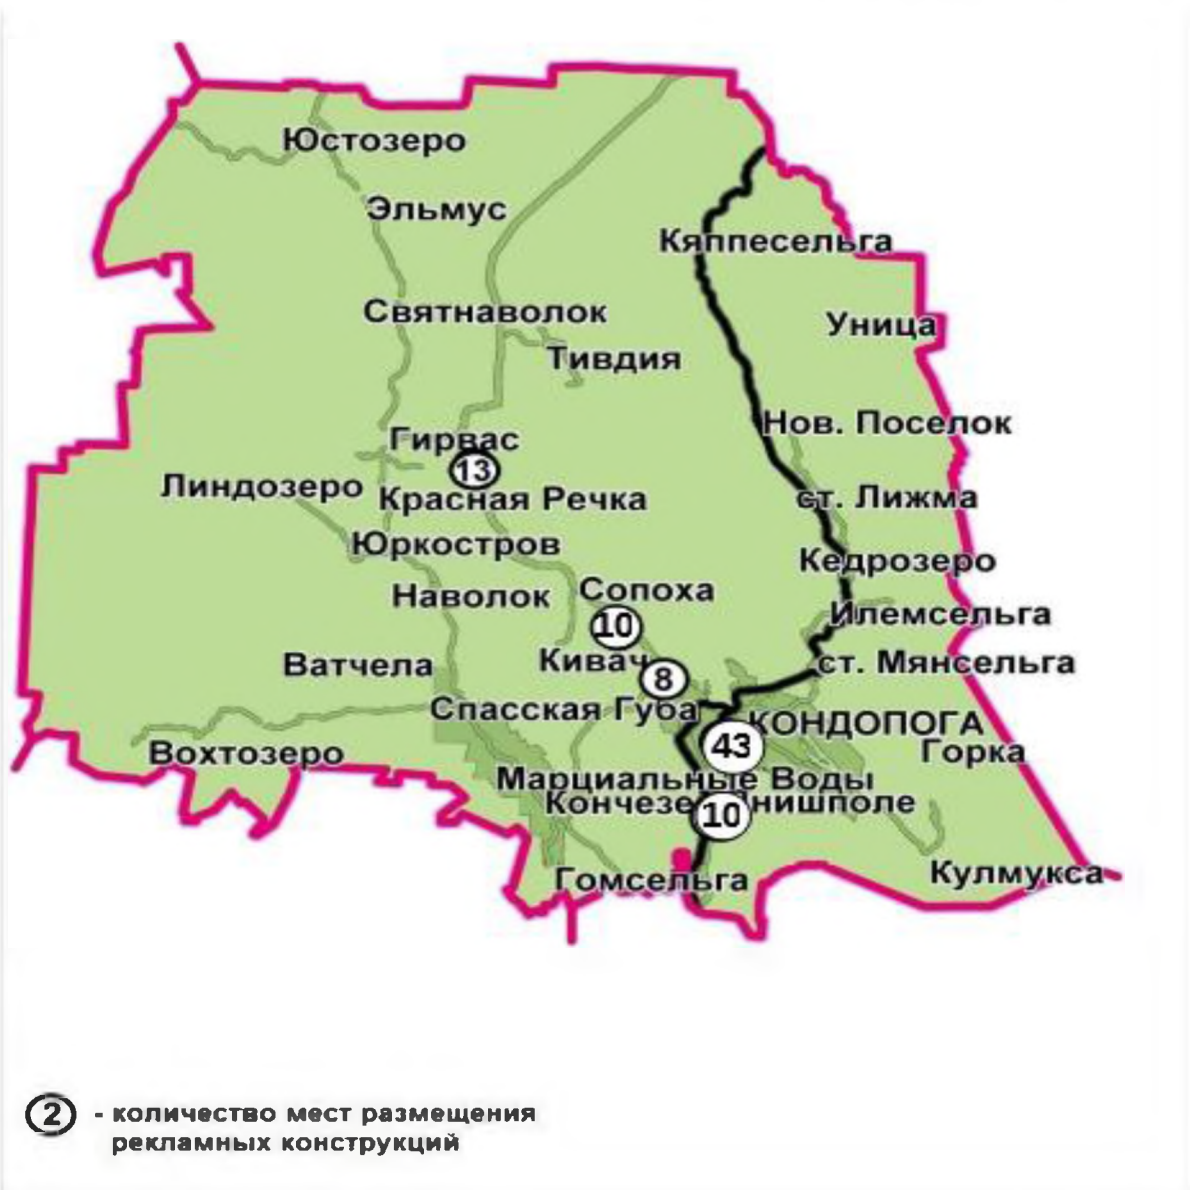 Юстозеро
Эльмус
Кяппесельга
Святнаволок
Уница
Тивдия
Нов. Поселок
Гирвас
13
Линдозеро
Красная Речка
ст. Лижма
Юркостров
Кедрозеро
Наволок
Сопоха
10
Илемсельга
Ватчела
Кивач
8
ст. Мянсельга
Спасская Губа
КОНДОПОГА
43
Горка
Вохтозеро
Марциальные Воды
Кончезе
10
нишполе
Гомсельга
Кулмукса
2 - количество мест размещения
рекламных конструкций